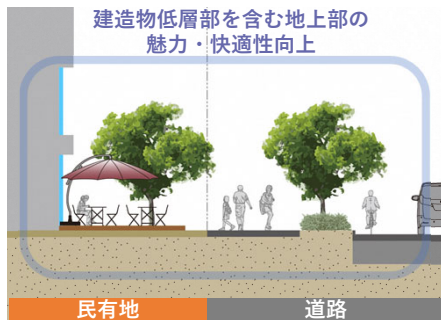 建造物低層部を含む地上部の
魅力・快適性向上
民有地
道路